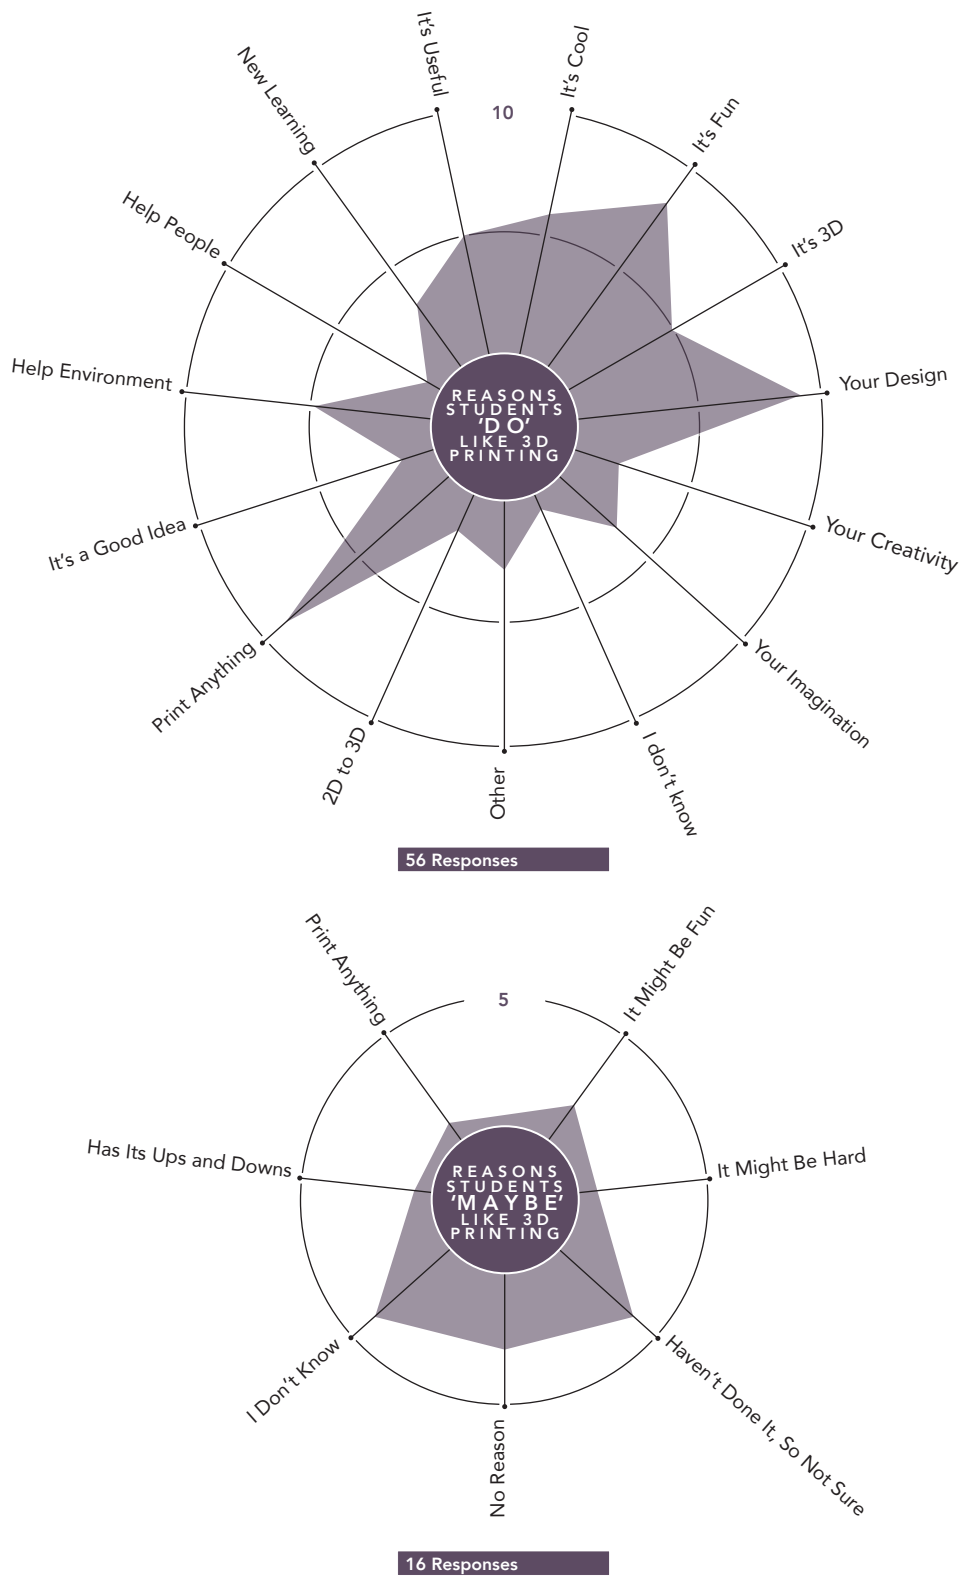 It's Useful
It's Cool
New Learning
10
It's Fun
Help People
It's 3D
Help Environment
Your Design
REASONS
STUDENTS
'DO'
LIKE 3D
PRINTING
It's a Good Idea
Your Creativity
Print Anything
Your Imagination
2D to 3D
Other
I don't know
56 Responses
Print Anything
It Might Be Fun
5
Has Its Ups and Downs
It Might Be Hard
REASONS
STUDENTS
'MAYBE'
LIKE 3D
PRINTING
I Don't Know
Haven't Done It, So Not Sure
No Reason
16 Responses